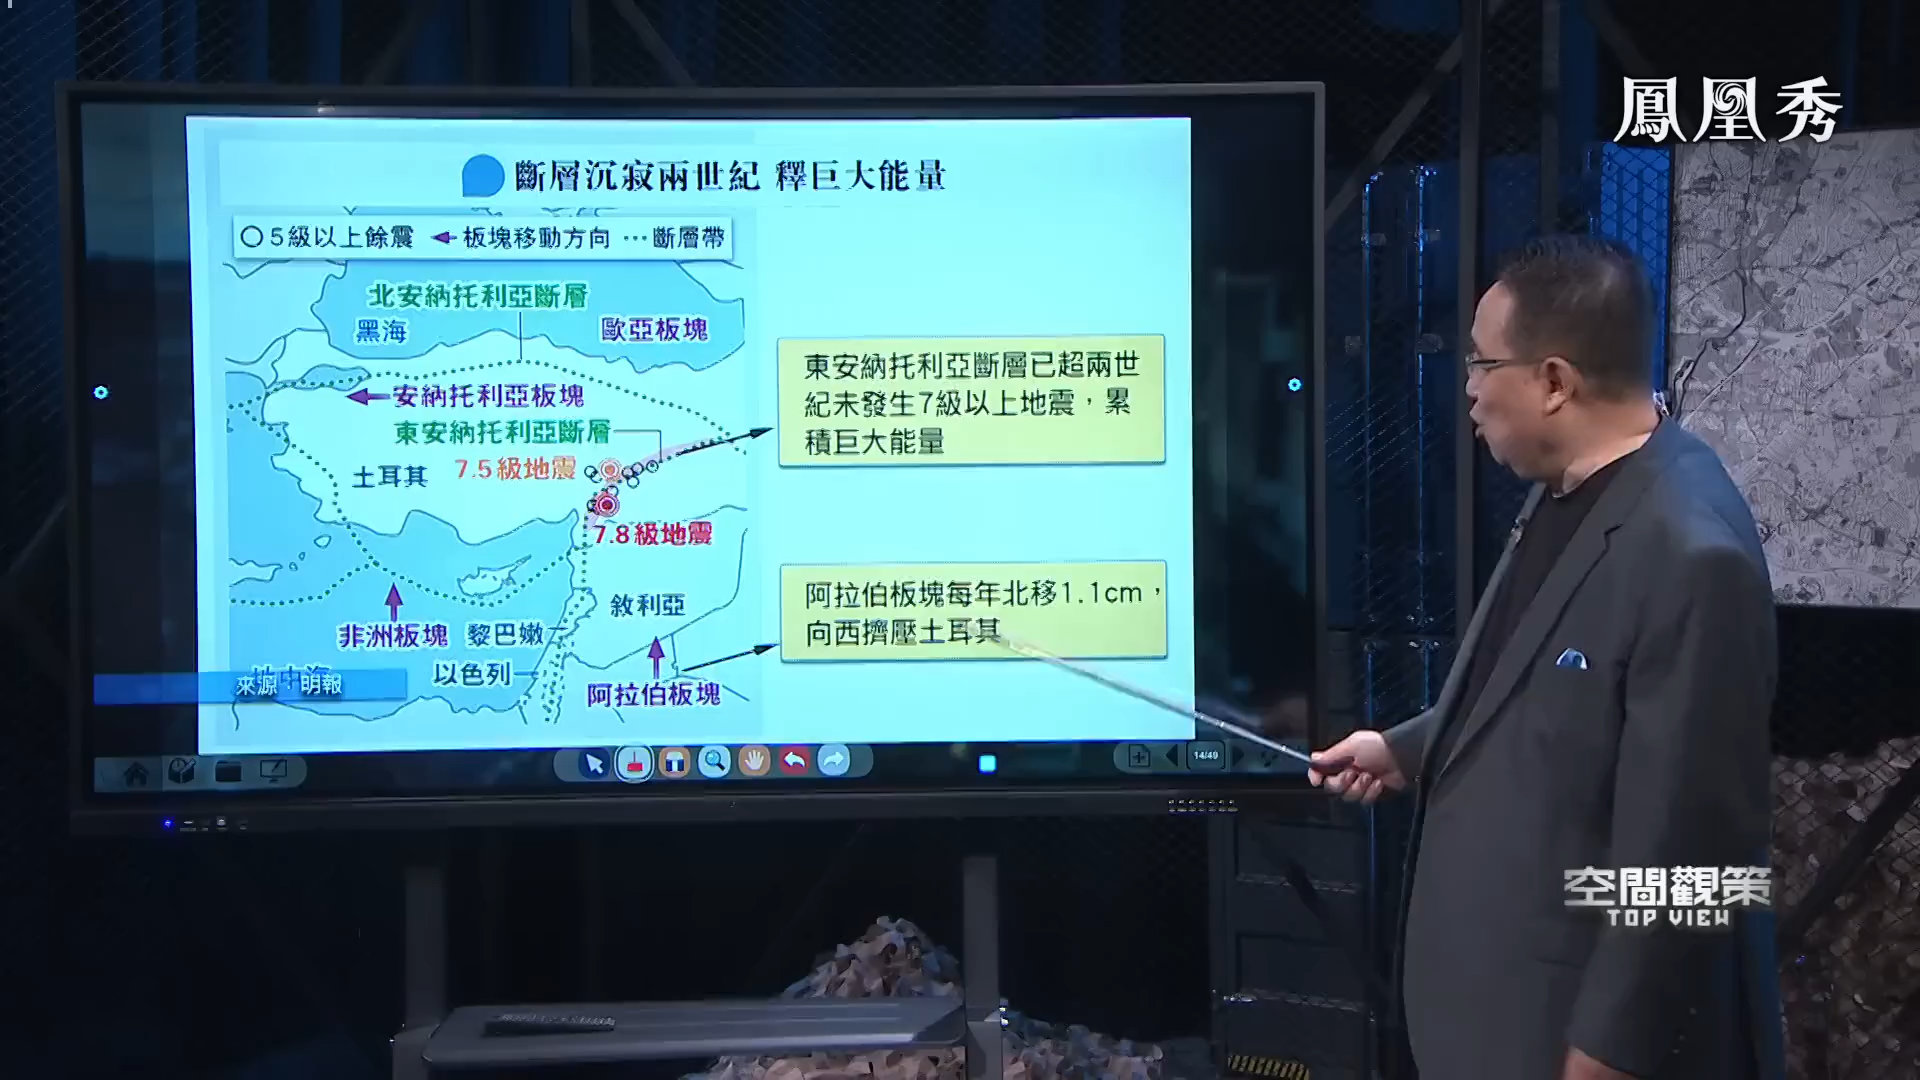 鳳凰秀
斷層沉寂兩世紀 釋巨大能量
5級以上餘震 板塊移動方向 斷層帶
北安納托利亞斷層
黑海
歐亞板塊
安納托利亞板塊
東安納托利亞斷層
土耳其
7.5級地震
7.8級地震
東安納托利亞斷層已超兩世
紀未發生7級以上地震，累
積巨大能量
敘利亞
非洲板塊
黎巴嫩
以色列
阿拉伯板塊
阿拉伯板塊每年北移1.1cm，
向西擠壓土耳其
地中海
來源 明報
14/49
空間觀策
TOP VIEW